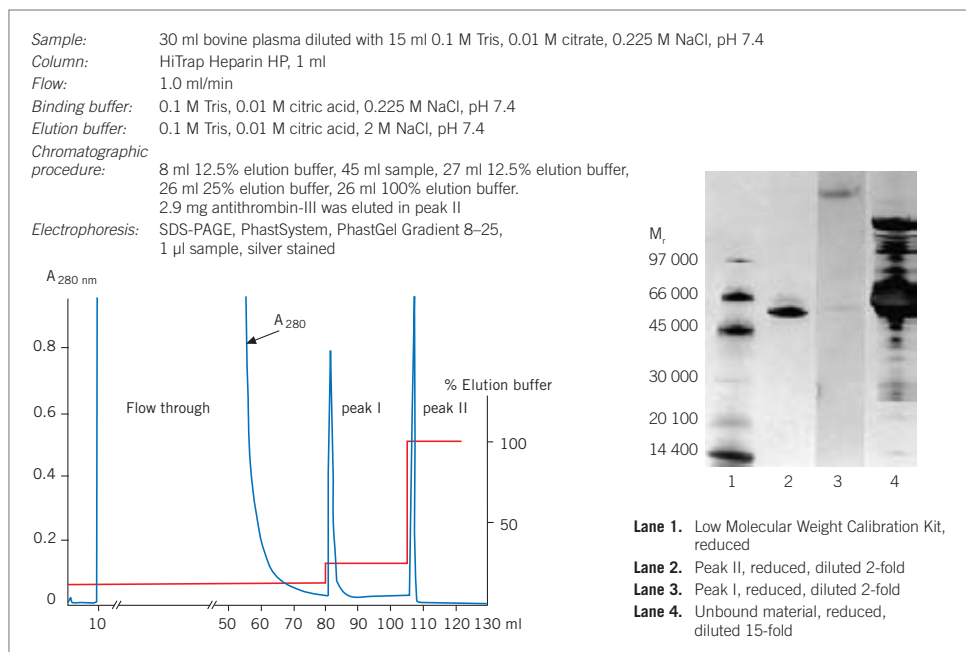 Sample: 30 ml bovine plasma diluted with 15 ml 0.1 M Tris, 0.01 M citrate, 0.225 M NaCl, pH 7.4
Column: HiTrap Heparin HP, 1 ml
Flow: 1.0 ml/min
Binding buffer: 0.1 M Tris, 0.01 M citric acid, 0.225 M NaCl, pH 7.4
Elution buffer: 0.1 M Tris, 0.01 M citric acid, 2 M NaCl, pH 7.4
Chromatographic
procedure: 8 ml 12.5% elution buffer, 45 ml sample, 27 ml 12.5% elution buffer,
26 ml 25% elution buffer, 26 ml 100% elution buffer.
2.9 mg antithrombin-III was eluted in peak II
Electrophoresis: SDS-PAGE, PhastSystem, PhastGel Gradient 8–25,
1 µl sample, silver stained
A 280 nm
A 280
0.8
0.6
0.4
0.2
0
Flow through
peak I
peak II
% Elution buffer
100
50
10 50 60 70 80 90 100 110 120 130 ml
Mr
97 000
66 000
45 000
30 000
20 100
14 400
1 2 3 4
Lane 1. Low Molecular Weight Calibration Kit,
reduced
Lane 2. Peak II, reduced, diluted 2-fold
Lane 3. Peak I, reduced, diluted 2-fold
Lane 4. Unbound material, reduced,
diluted 15-fold